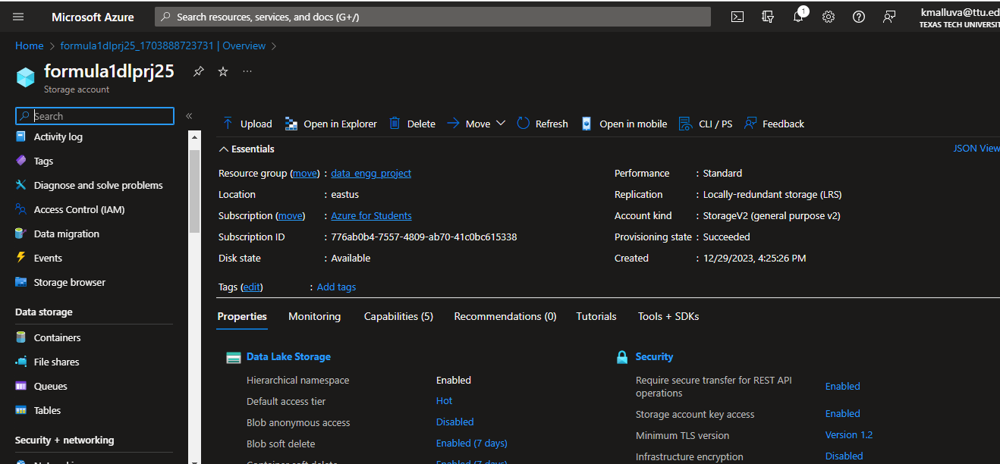 Microsoft Azure
Search resources, services, and docs (G+/)
1
kmalluva@ttu.ed
TEXAS TECH UNIVERSIT
Home > formula1dlprj25_1703888723731 | Overview >
formula1dlprj25
...
Storage account
Search
«
Activity log
Tags
Diagnose and solve problems
Access Control (IAM)
Data migration
Events
Storage browser
Data storage
Containers
File shares
Queues
Tables
Security + networking
Upload Open in Explorer Delete Move Refresh Open in mobile CLI / PS Feedback
Essentials
JSON View
Resource group (move) : data_engg_project
Location : eastus
Subscription (move) : Azure for Students
Subscription ID : 776ab0b4-7557-4809-ab70-41c0bc615338
Disk state : Available
Performance : Standard
Replication : Locally-redundant storage (LRS)
Account kind : StorageV2 (general purpose v2)
Provisioning state : Succeeded
Created : 12/29/2023, 4:25:26 PM
Tags (edit) : Add tags
Properties Monitoring Capabilities (5) Recommendations (0) Tutorials Tools + SDKs
Data Lake Storage
Hierarchical namespace Enabled
Default access tier Hot
Blob anonymous access Disabled
Blob soft delete Enabled (7 days)
Container soft delete Enabled (7 days)
Security
Require secure transfer for REST API
operations Enabled
Storage account key access Enabled
Minimum TLS version Version 1.2
Infrastructure encryption Disabled